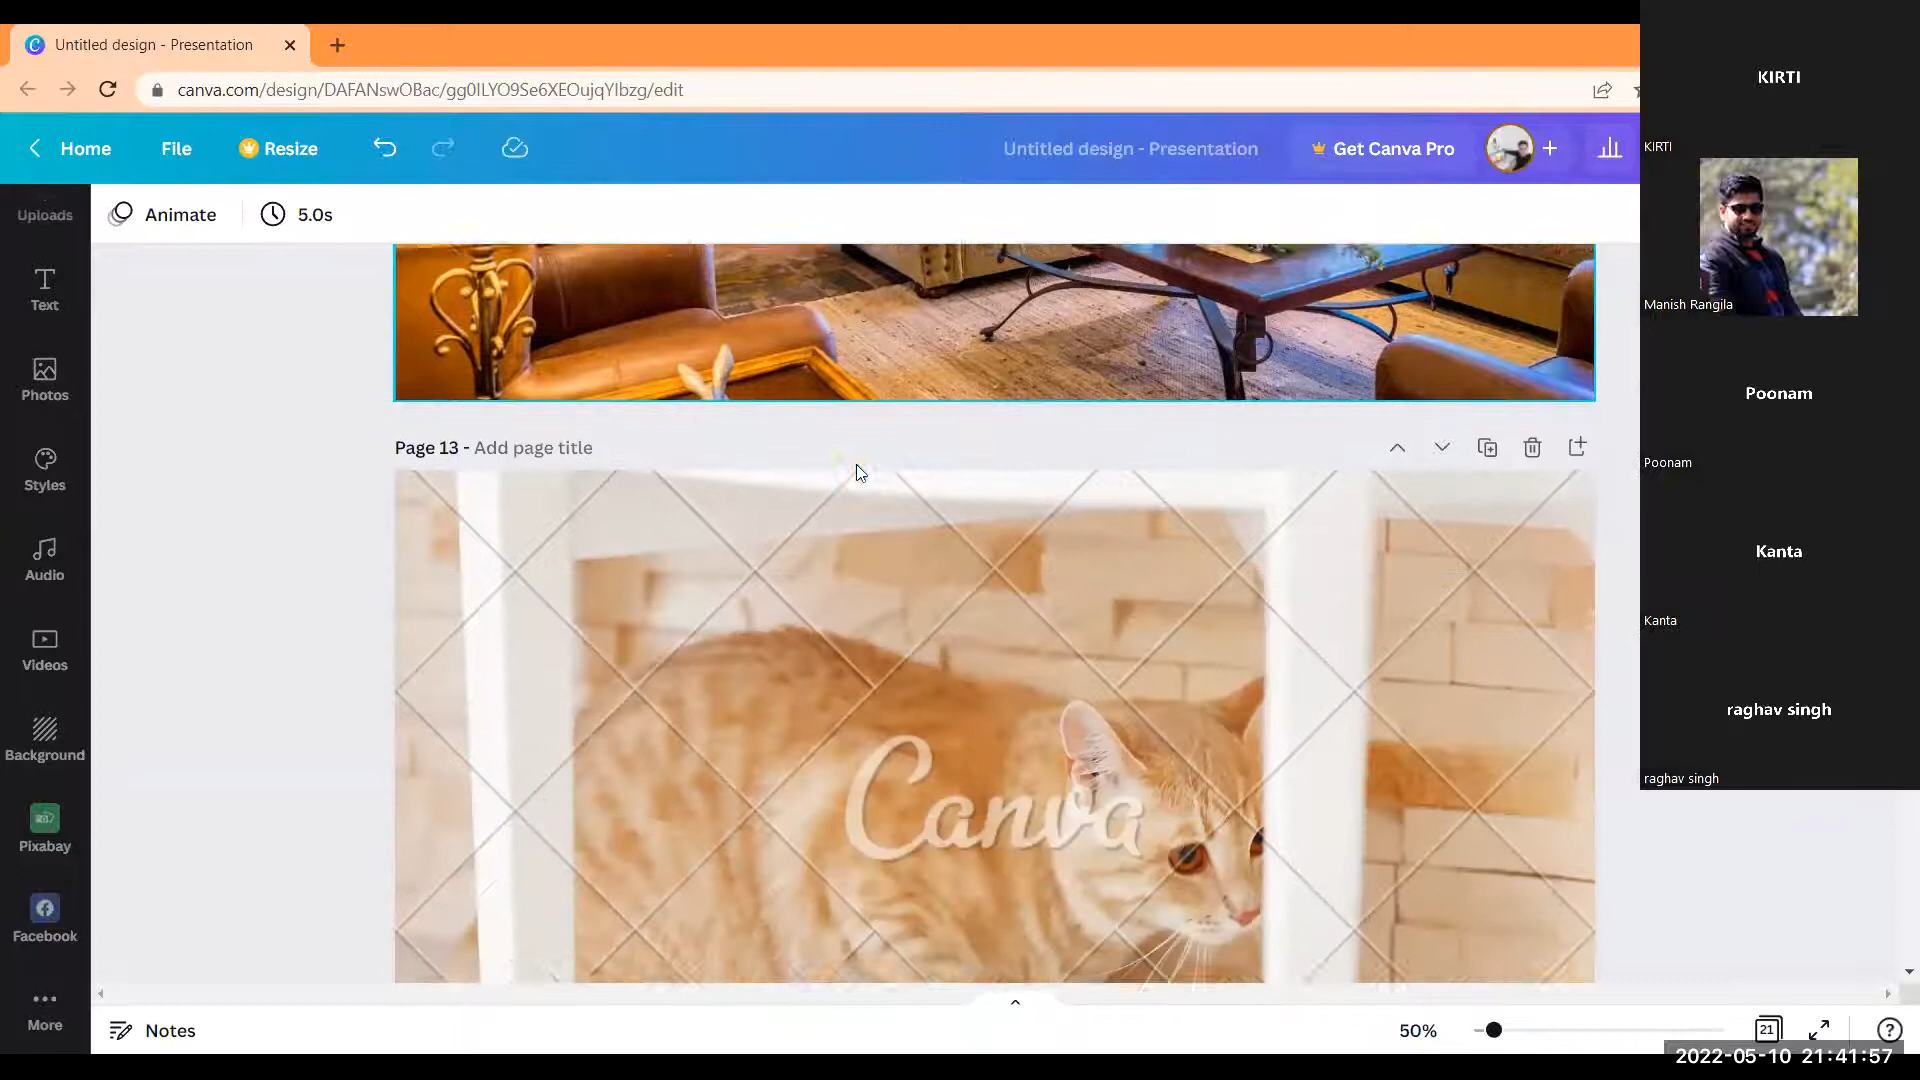 Untitled design - Presentation
canva.com/design/DAFANswOBac/gg0ILYO9Se6XEOujqYlbzg/edit
Home
File
Resize
Untitled design - Presentation
Get Canva Pro
Uploads
Animate
5.0s
Text
Photos
Styles
Audio
Videos
Background
Pixabay
Facebook
More
Page 13 - Add page title
Canva
Notes
50%
21
KIRTI
KIRTI
Manish Rangila
Poonam
Poonam
Kanta
Kanta
raghav singh
raghav singh
2022-05-10 21:41:57